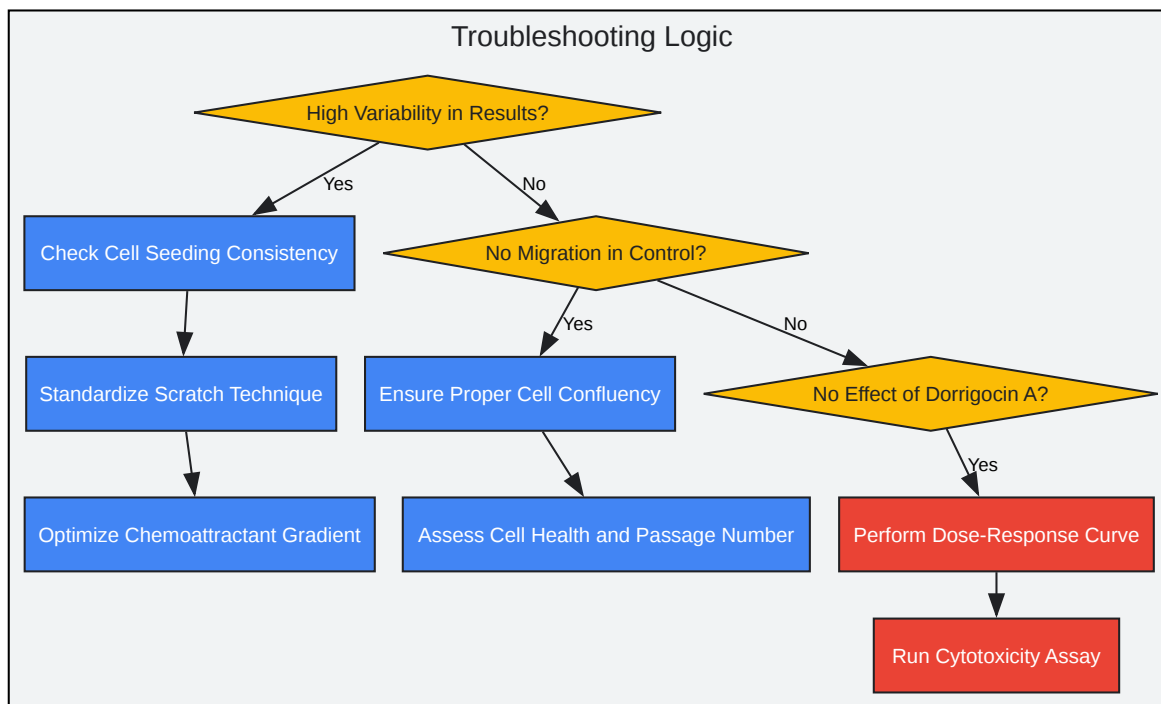 Troubleshooting Logic
High Variability in Results?
Yes
No
Check Cell Seeding Consistency
No Migration in Control?
Yes
No
Standardize Scratch Technique
Ensure Proper Cell Confluency
No Effect of Dorrigocin A?
Yes
Optimize Chemoattractant Gradient
Assess Cell Health and Passage Number
Perform Dose-Response Curve
Run Cytotoxicity Assay